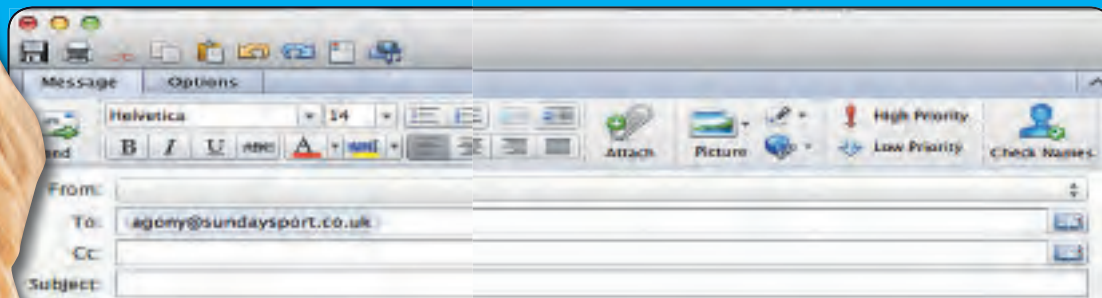 Message Options
Helvetica 14
B I U ABC A
Attach Picture High Priority
Low Priority Check Names
From:
To: agony@sundaysport.co.uk
Cc:
Subject: